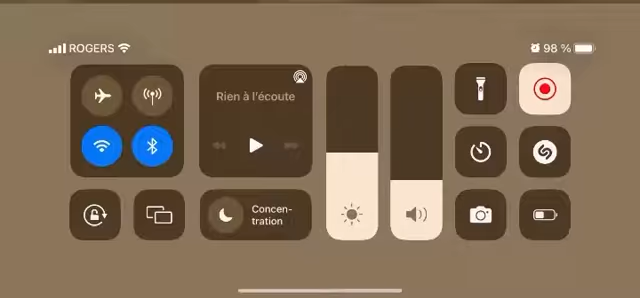 ROGERS
98 %
Rien à l'écoute
Concen-
tration